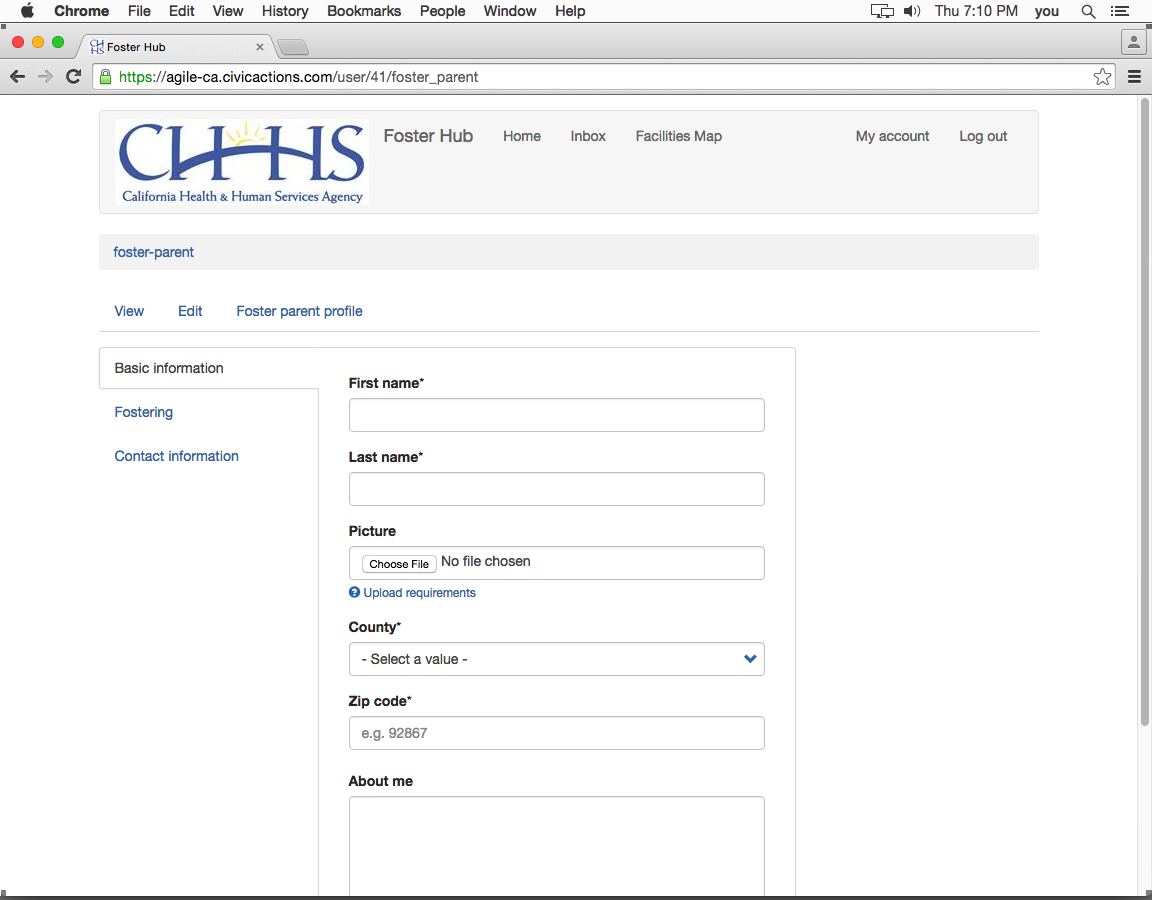 Chrome File Edit View History Bookmarks People Window Help Thu 7:10 PM you
CHHS Foster Hub
https://agile-ca.civicactions.com/user/41/foster_parent
CHHS
California Health & Human Services Agency
Foster Hub Home Inbox Facilities Map My account Log out
foster-parent
View Edit Foster parent profile
Basic information
Fostering
Contact information
First name*
Last name*
Picture
Choose File No file chosen
Upload requirements
County*
- Select a value -
Zip code*
e.g. 92867
About me